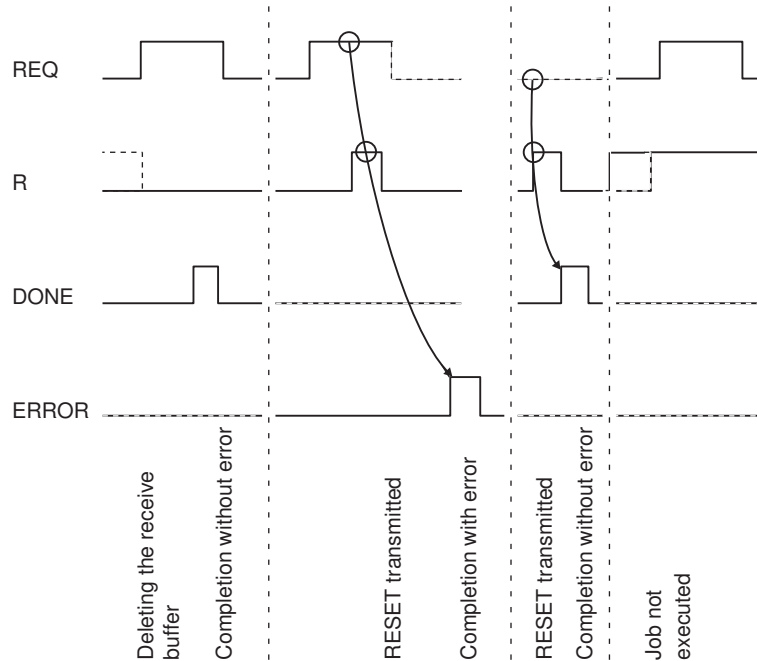 REQ
R
DONE
ERROR
Deleting the receive
buffer
Completion without error
RESET transmitted
Completion with error
RESET transmitted
Completion without error
Job not
executed